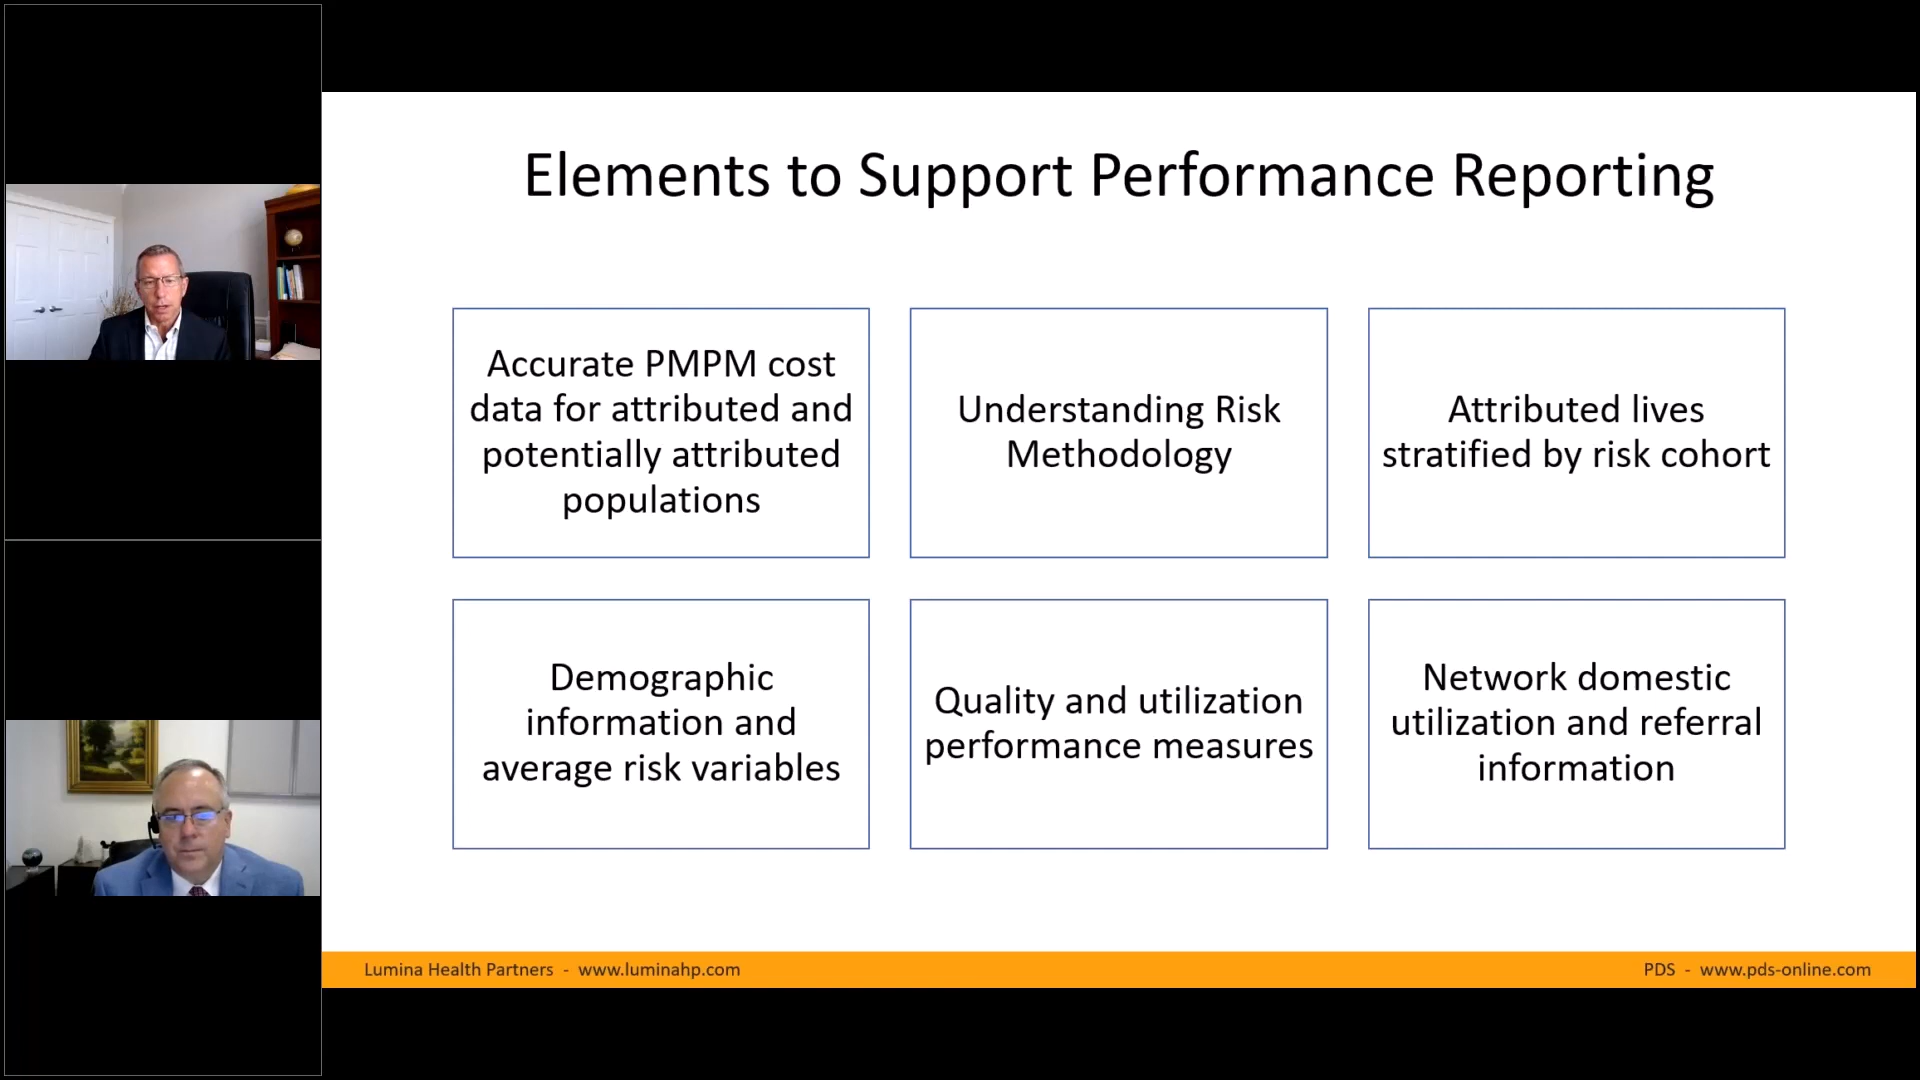 Elements to Support Performance Reporting
Accurate PMPM cost
data for attributed and
potentially attributed
populations
Understanding Risk
Methodology
Attributed lives
stratified by risk cohort
Demographic
information and
average risk variables
Quality and utilization
performance measures
Network domestic
utilization and referral
information
Lumina Health Partners - www.luminahp.com
PDS - www.pds-online.com